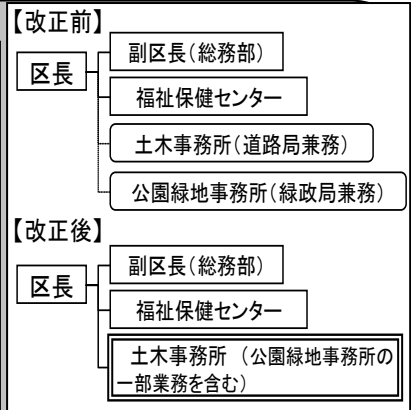 【改正前】
区長
副区長(総務部)
福祉保健センター
土木事務所(道路局兼務)
公園緑地事務所(緑政局兼務)
【改正後】
区長
副区長(総務部)
福祉保健センター
土木事務所 (公園緑地事務所の
一部業務を含む)